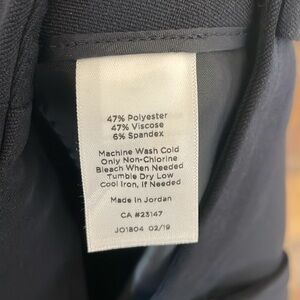 47% Polyester
47% Viscose
6% Spandex
Machine Wash Cold
Only Non-Chlorine
Bleach When Needed
Tumble Dry Low
Cool Iron, if Needed
Made in Jordan
CA #23147
JO1804 02/19